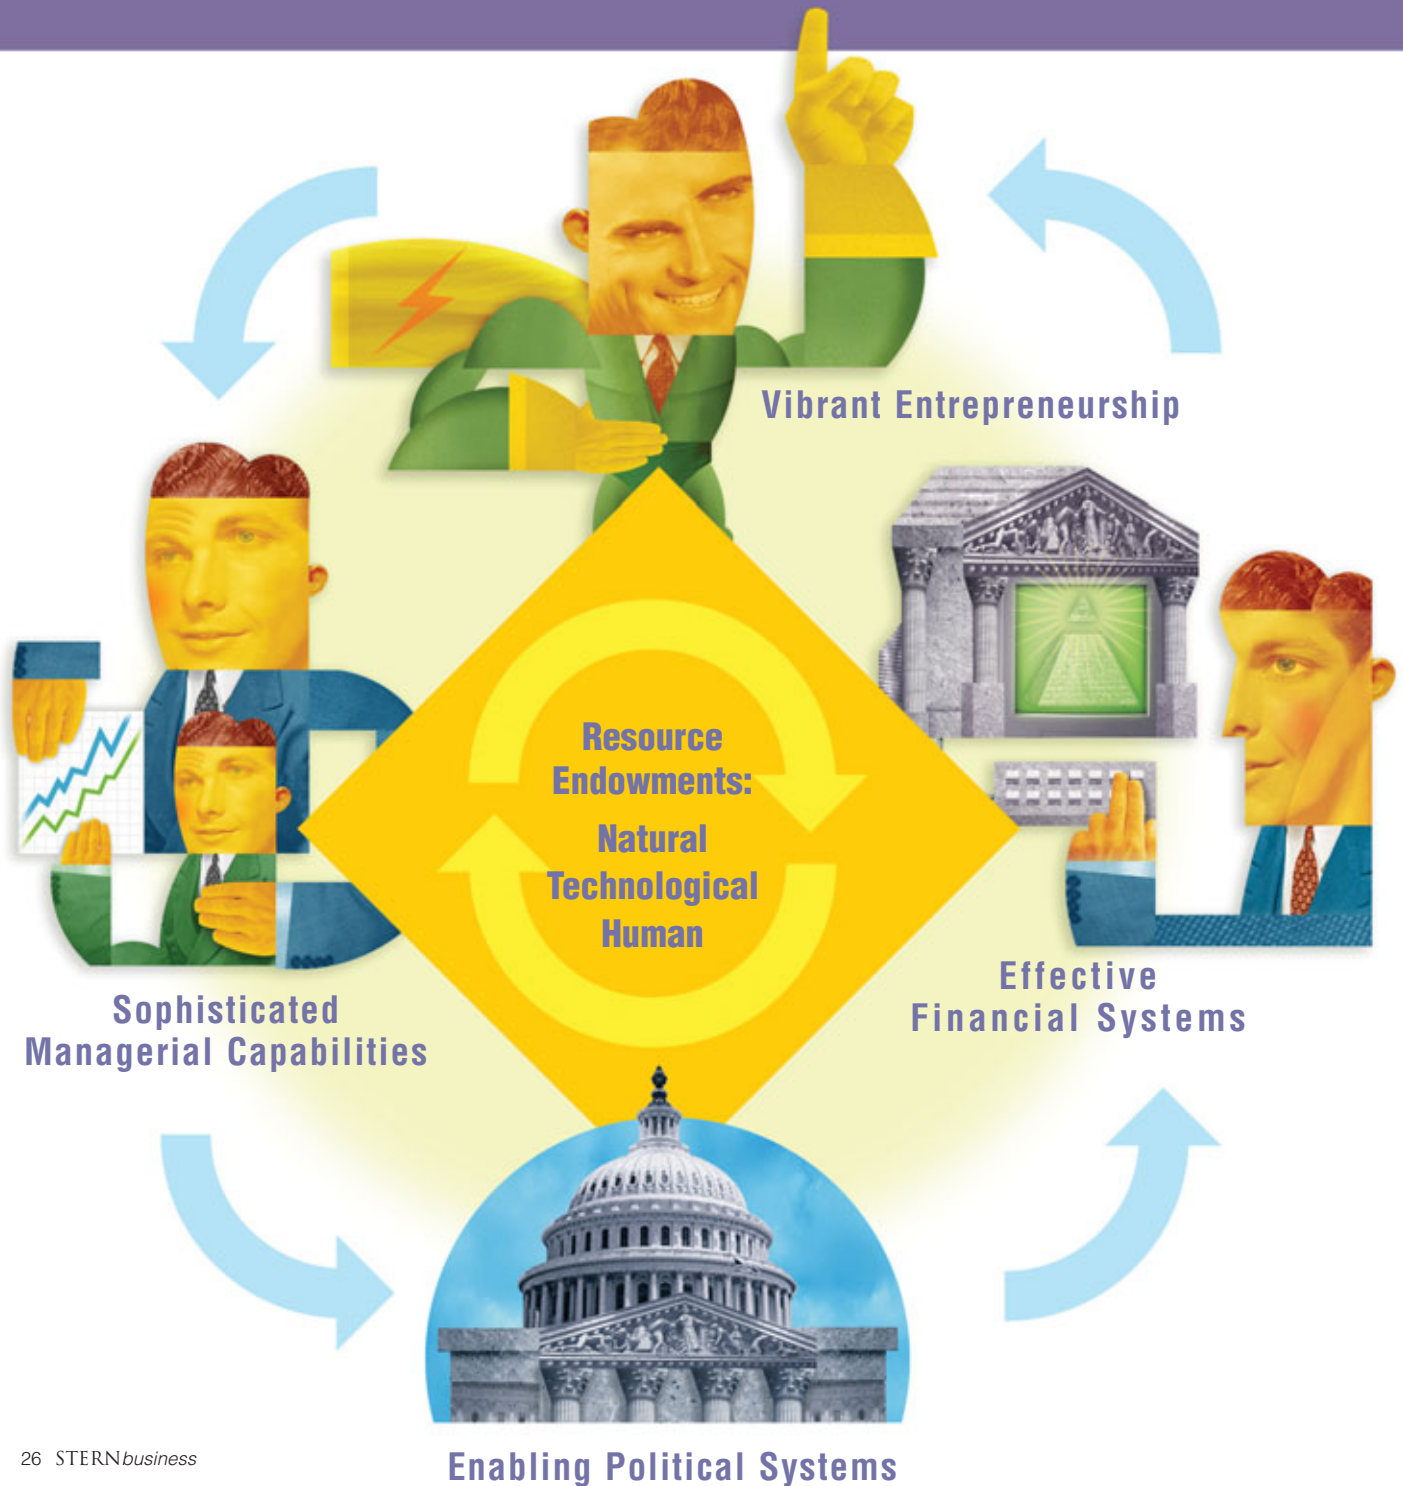 Vibrant Entrepreneurship
Resource
Endowments:
Natural
Technological
Human
Effective
Financial Systems
Sophisticated
Managerial Capabilities
Enabling Political Systems
26 STERNbusiness